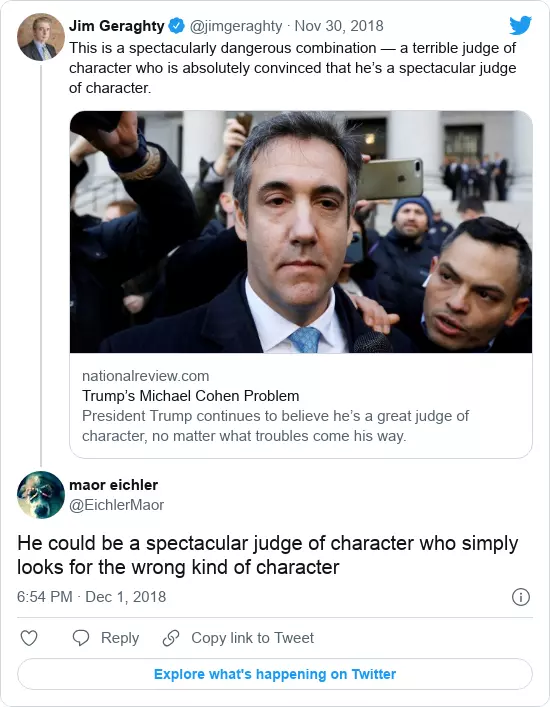 Jim Geraghty @jimgeraghty · Nov 30, 2018
This is a spectacularly dangerous combination — a terrible judge of
character who is absolutely convinced that he’s a spectacular judge
of character.
nationalreview.com
Trump’s Michael Cohen Problem
President Trump continues to believe he’s a great judge of
character, no matter what troubles come his way.
maor eichler
@EichlerMaor
He could be a spectacular judge of character who simply
looks for the wrong kind of character
6:54 PM · Dec 1, 2018
Reply
Copy link to Tweet
Explore what's happening on Twitter